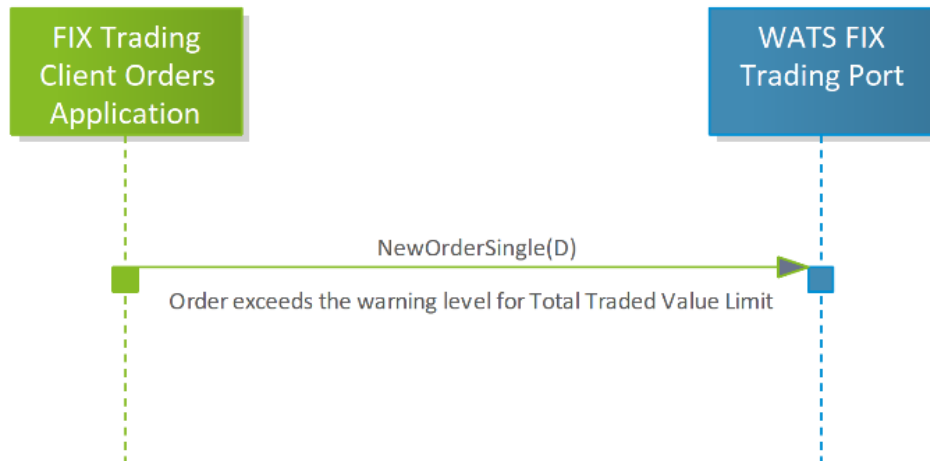 FIX Trading
Client Orders
Application
WATS FIX
Trading Port
NewOrderSingle(D)
Order exceeds the warning level for Total Traded Value Limit